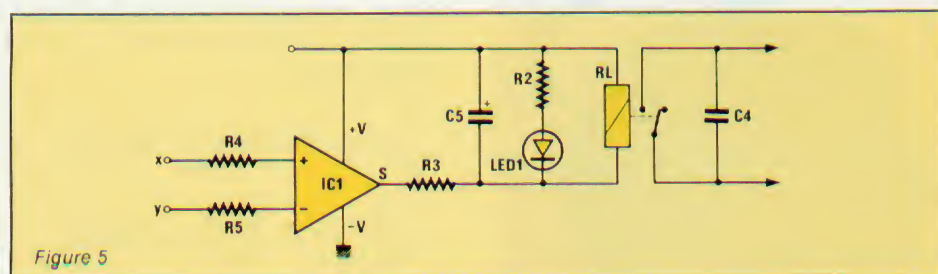 R2
RL
C5
C4
+V
LED1
x
R4
+
IC1
S
R3
y
R5
−
-V
+
Figure 5